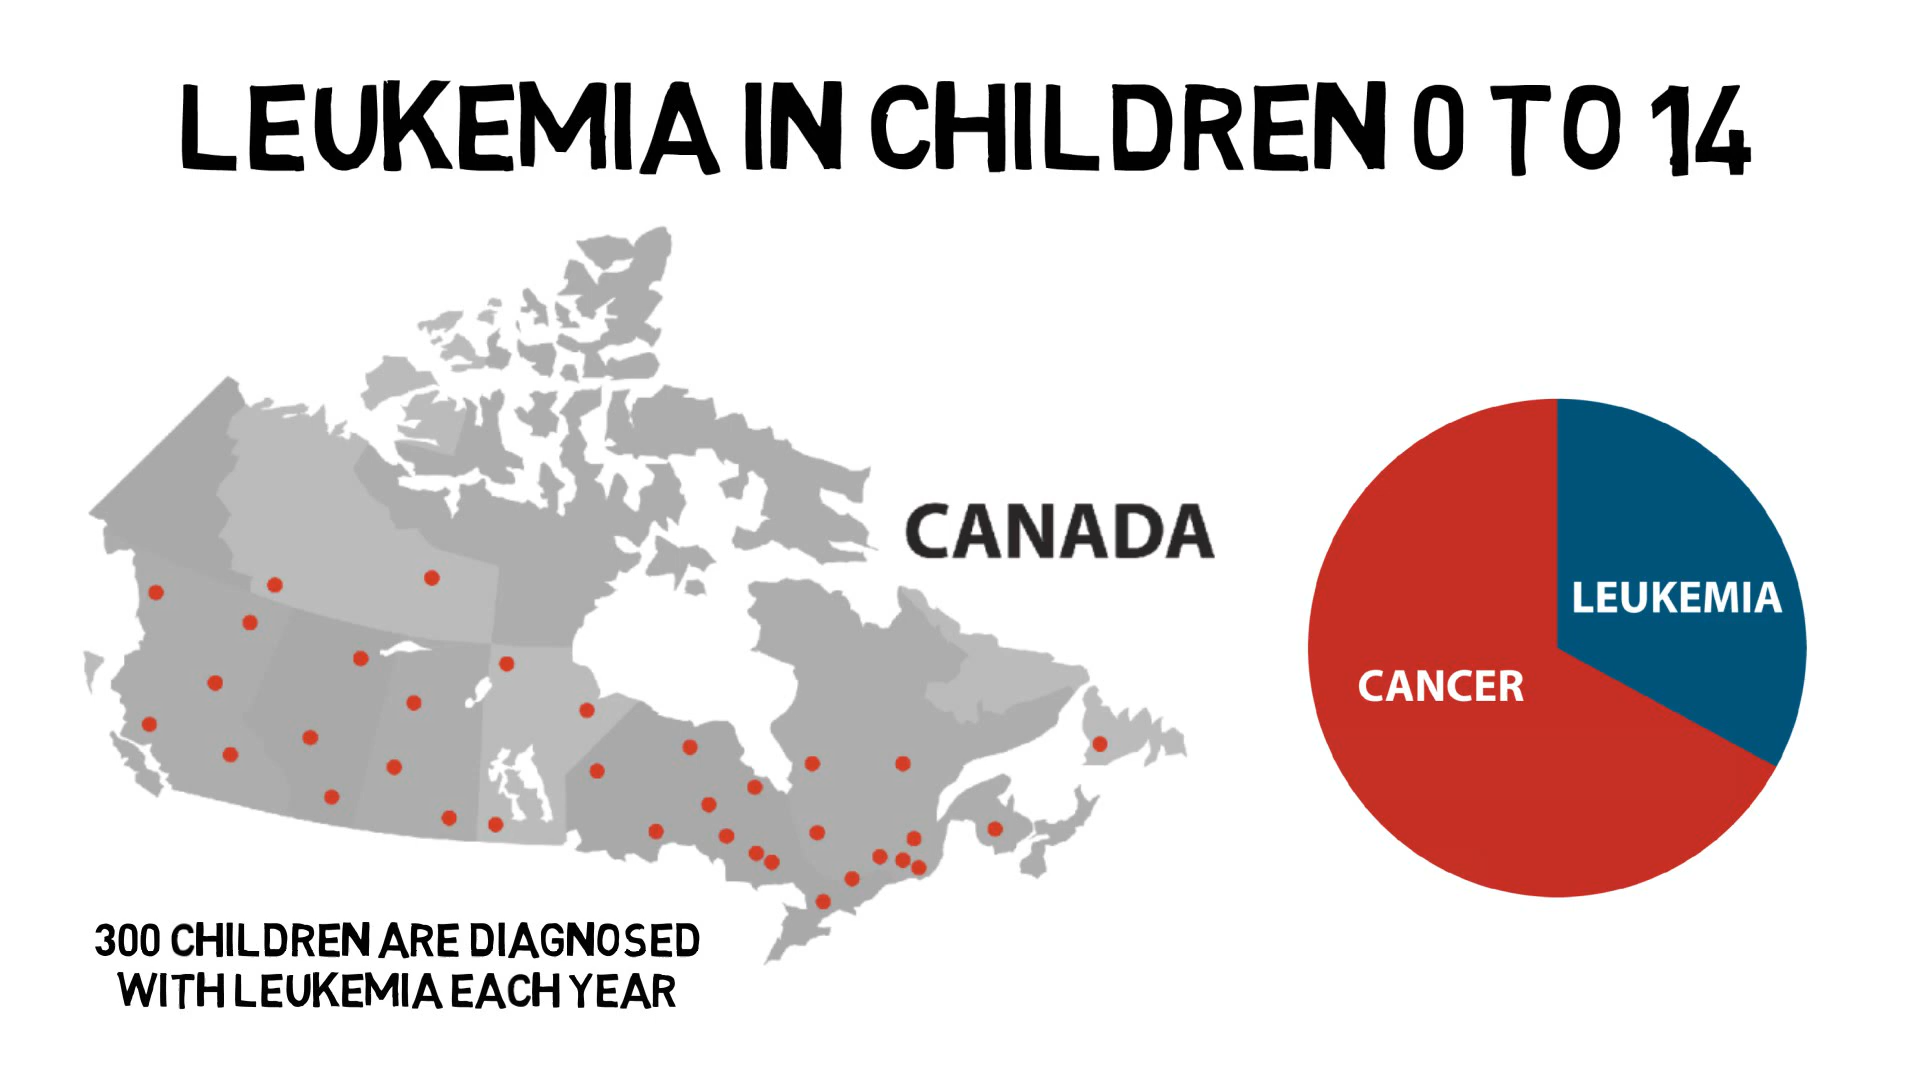 LEUKEMIA IN CHILDREN 0 TO 14
CANADA
LEUKEMIA
CANCER
300 CHILDREN ARE DIAGNOSED
WITH LEUKEMIA EACH YEAR